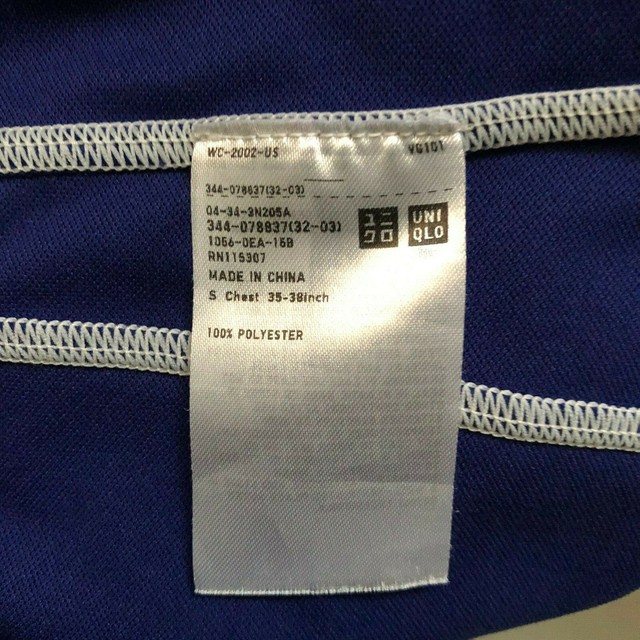 WC-2002-US
VG101
344-078837(32-03)
04-34-3N205A
344-078837(32-03)
1056-0EA-15B
RN115307
MADE IN CHINA
S Chest 35-38inch
100% POLYESTER
ユニ
クロ
UNI
QLO